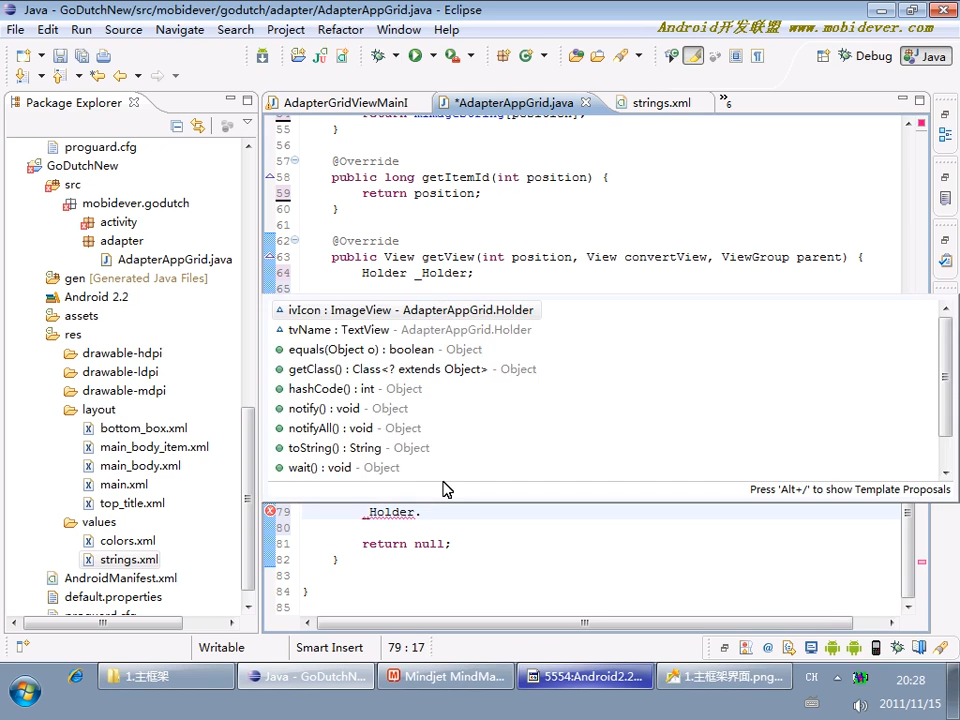 Java - GoDutchNew/src/mobidever/godutch/adapter/AdapterAppGrid.java - Eclipse
File Edit Run Source Navigate Search Project Refactor Window Help
Android开发联盟 www.mobidever.com
Debug Java
Package Explorer
AdapterGridViewMainI *AdapterAppGrid.java strings.xml »6
proguard.cfg
GoDutchNew
src
mobidever.godutch
activity
adapter
AdapterAppGrid.java
gen [Generated Java Files]
Android 2.2
assets
res
drawable-hdpi
drawable-ldpi
drawable-mdpi
layout
bottom_box.xml
main_body_item.xml
main_body.xml
main.xml
top_title.xml
values
colors.xml
strings.xml
AndroidManifest.xml
default.properties
proguard.cfg
55 }
56
57 @Override
58 public long getItemId(int position) {
59 return position;
60 }
61
62 @Override
63 public View getView(int position, View convertView, ViewGroup parent) {
64 Holder _Holder;
65
ivIcon : ImageView - AdapterAppGrid.Holder
tvName : TextView - AdapterAppGrid.Holder
equals(Object o) : boolean - Object
getClass() : Class<? extends Object> - Object
hashCode() : int - Object
notify() : void - Object
notifyAll() : void - Object
toString() : String - Object
wait() : void - Object
Press 'Alt+/' to show Template Proposals
79 _Holder.
80
81 return null;
82 }
83
84 }
85
Writable Smart Insert 79 : 17
1.主框架 Java - GoDutchN... Mindjet MindMa... 5554:Android2.2... 1.主框架界面.png... CH 20:28
2011/11/15